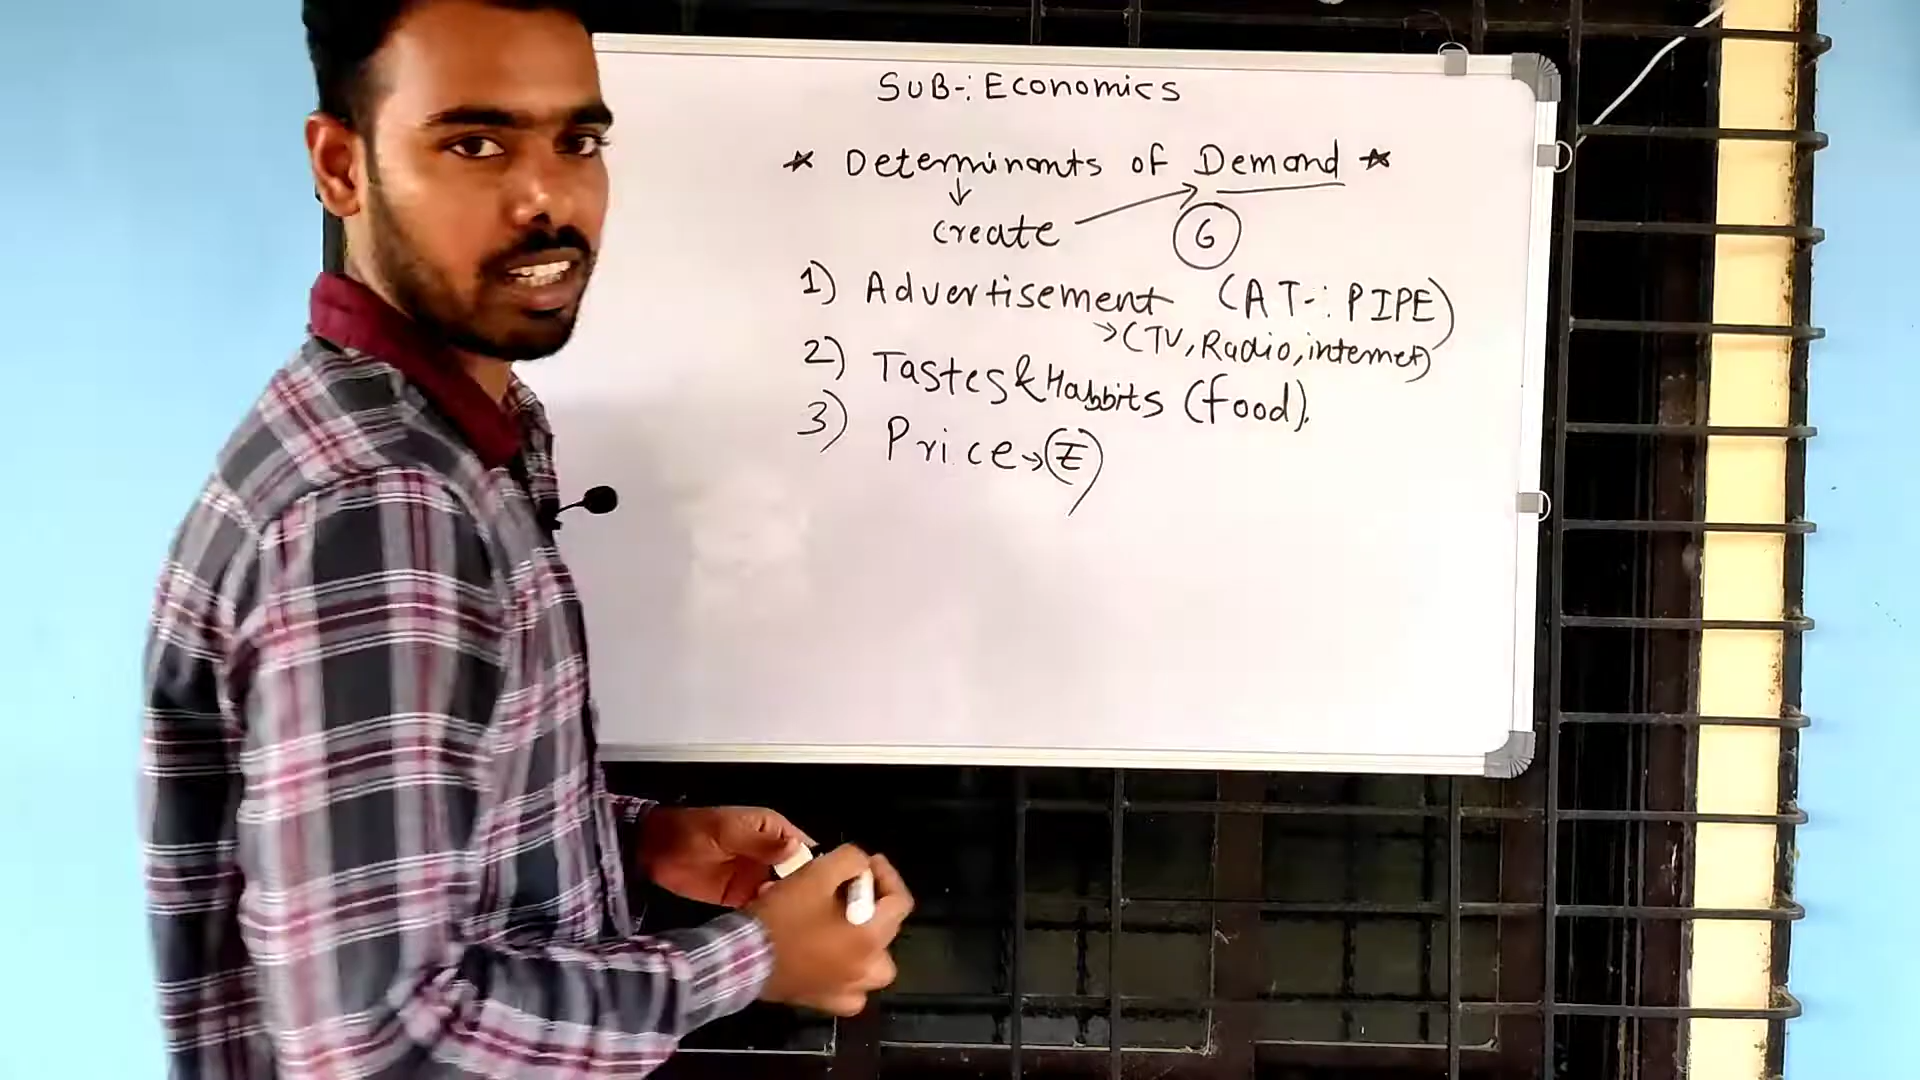 SUB-: Economics
* Determinants of Demand *
create
6
1) Advertisement (AT-: PIPE)
→(TV, Radio, internet)
2) Tastes & Habbits (food).
3) Price→